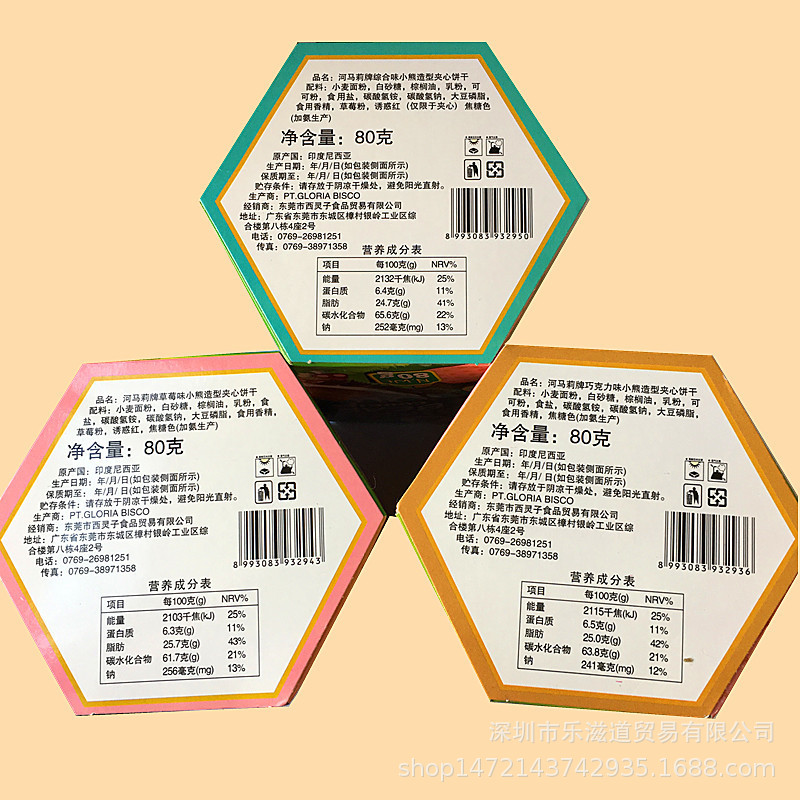 品名：河马莉牌综合味小熊造型夹心饼干
配料：小麦面粉，白砂糖，棕榈油，乳粉，可
可粉，食用盐，碳酸氢铵，碳酸氢钠，大豆磷脂，
食用香精，草莓粉，诱惑红（仅限于夹心）焦糖色
(加氨生产)
净含量：80克
原产国：印度尼西亚
生产日期：年/月/日(如包装侧面所示)
保质期至：年/月/日(如包装侧面所示)
贮存条件：请存放于阴凉干燥处，避免阳光直射。
生产商：PT.GLORIA BISCO
经销商：东莞市西灵子食品贸易有限公司
地址：广东省东莞市东城区樟村银岭工业区综
合楼第八栋4座2号
电话：0769-26981251
传真：0769-38971358
8 993083 932950
营养成分表
项目 每100克(g) NRV%
能量 2132千焦(kJ) 25%
蛋白质 6.4克(g) 11%
脂肪 24.7克(g) 41%
碳水化合物 65.6克(g) 22%
钠 252毫克(mg) 13%
品名：河马莉牌草莓味小熊造型夹心饼干
配料：小麦面粉，白砂糖，棕榈油，乳粉，食
盐，碳酸氢铵，碳酸氢钠，大豆磷脂，食用香精，
草莓粉，诱惑红，焦糖色(加氨生产)
净含量：80克
原产国：印度尼西亚
生产日期：年/月/日(如包装侧面所示)
保质期至：年/月/日(如包装侧面所示)
贮存条件：请存放于阴凉干燥处，避免阳光直射。
生产商：PT.GLORIA BISCO
经销商：东莞市西灵子食品贸易有限公司
地址：广东省东莞市东城区樟村银岭工业区综
合楼第八栋4座2号
电话：0769-26981251
传真：0769-38971358
8 993083 932943
营养成分表
项目 每100克(g) NRV%
能量 2103千焦(kJ) 25%
蛋白质 6.3克(g) 11%
脂肪 25.7克(g) 43%
碳水化合物 61.7克(g) 21%
钠 256毫克(mg) 13%
品名：河马莉牌巧克力味小熊造型夹心饼干
配料：小麦面粉，白砂糖，棕榈油，乳粉，可
可粉，食盐，碳酸氢铵，碳酸氢钠，大豆磷脂，
食用香精，焦糖色(加氨生产)
净含量：80克
原产国：印度尼西亚
生产日期：年/月/日(如包装侧面所示)
保质期至：年/月/日(如包装侧面所示)
贮存条件：请存放于阴凉干燥处，避免阳光直射。
生产商：PT.GLORIA BISCO
经销商：东莞市西灵子食品贸易有限公司
地址：广东省东莞市东城区樟村银岭工业区综
合楼第八栋4座2号
电话：0769-26981251
传真：0769-38971358
8 993083 932936
营养成分表
项目 每100克(g) NRV%
能量 2115千焦(kJ) 25%
蛋白质 6.5克(g) 11%
脂肪 25.0克(g) 42%
碳水化合物 63.8克(g) 21%
钠 241毫克(mg) 12%
深圳市乐滋道贸易有限公司
shop1472143742935.1688.com